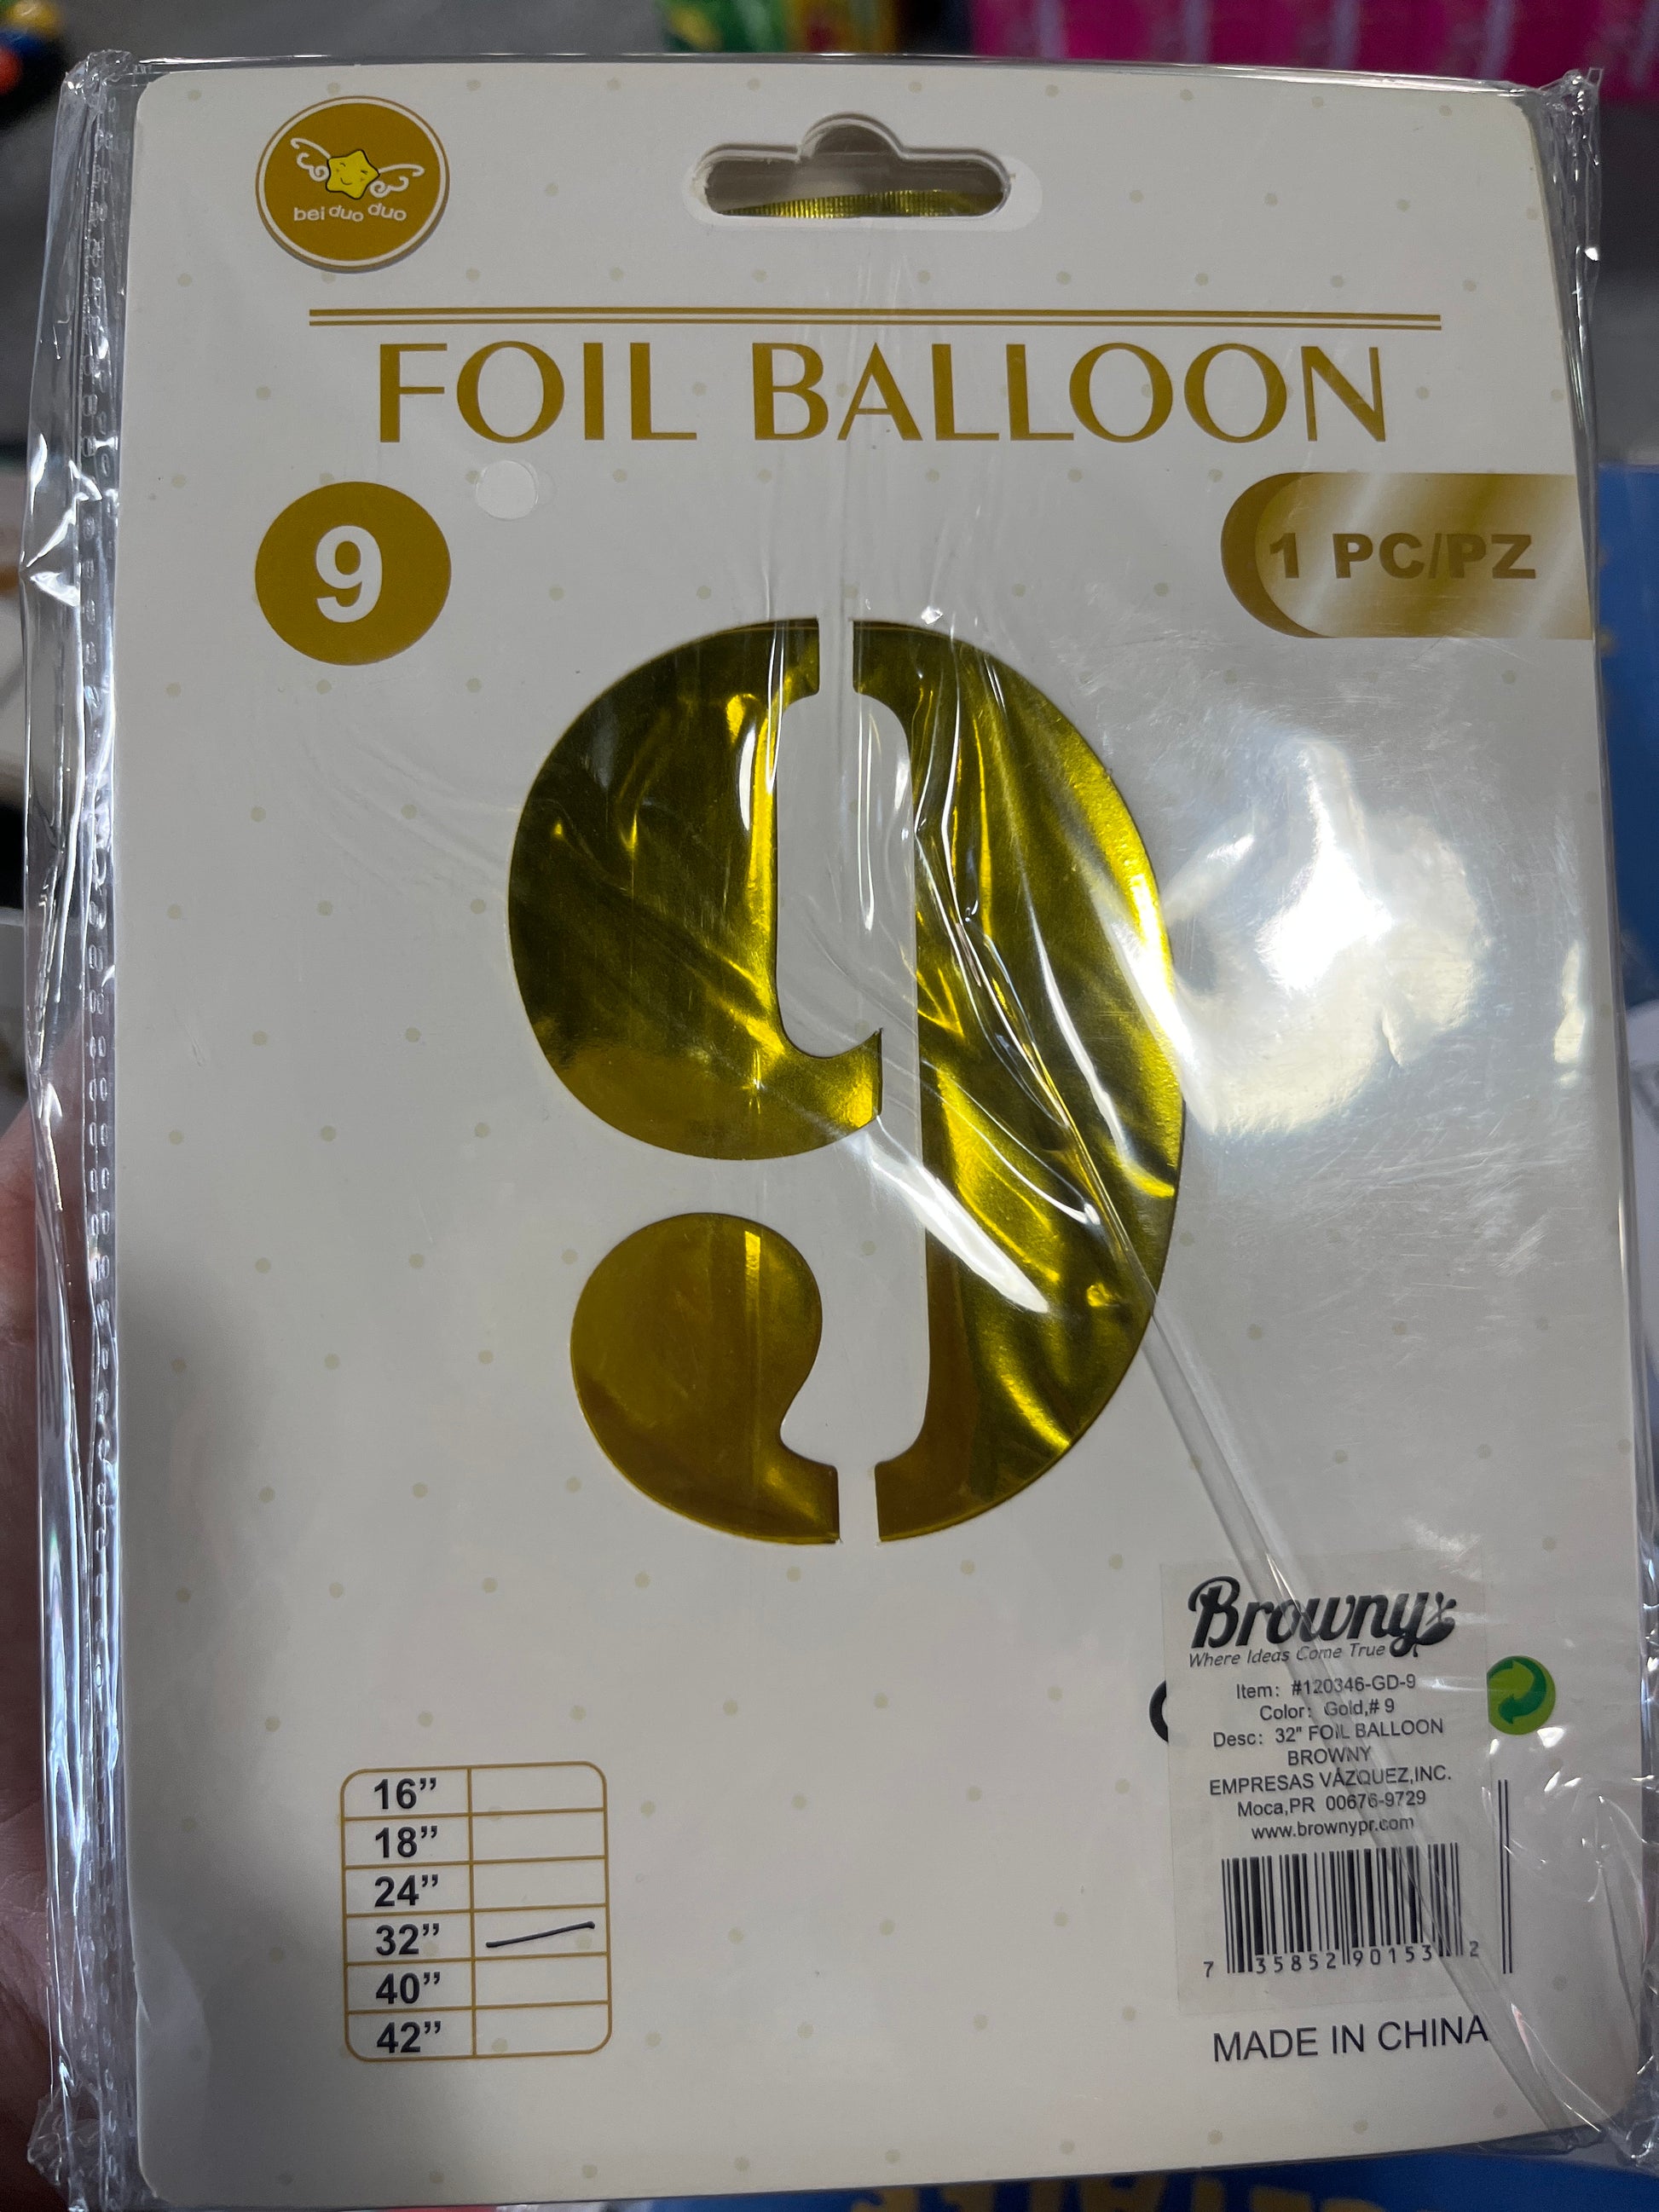 bei duo duo
FOIL BALLOON
9
1 PC/PZ
Browny
Where Ideas Come True
Item: #120346-GD-9
Color: Gold,# 9
Desc: 32" FOIL BALLOON
BROWNY
EMPRESAS VÁZQUEZ,INC.
Moca,PR 00676-9729
www.brownypr.com
7 35852 90153 2
16”
18”
24”
32”
40”
42”
MADE IN CHINA